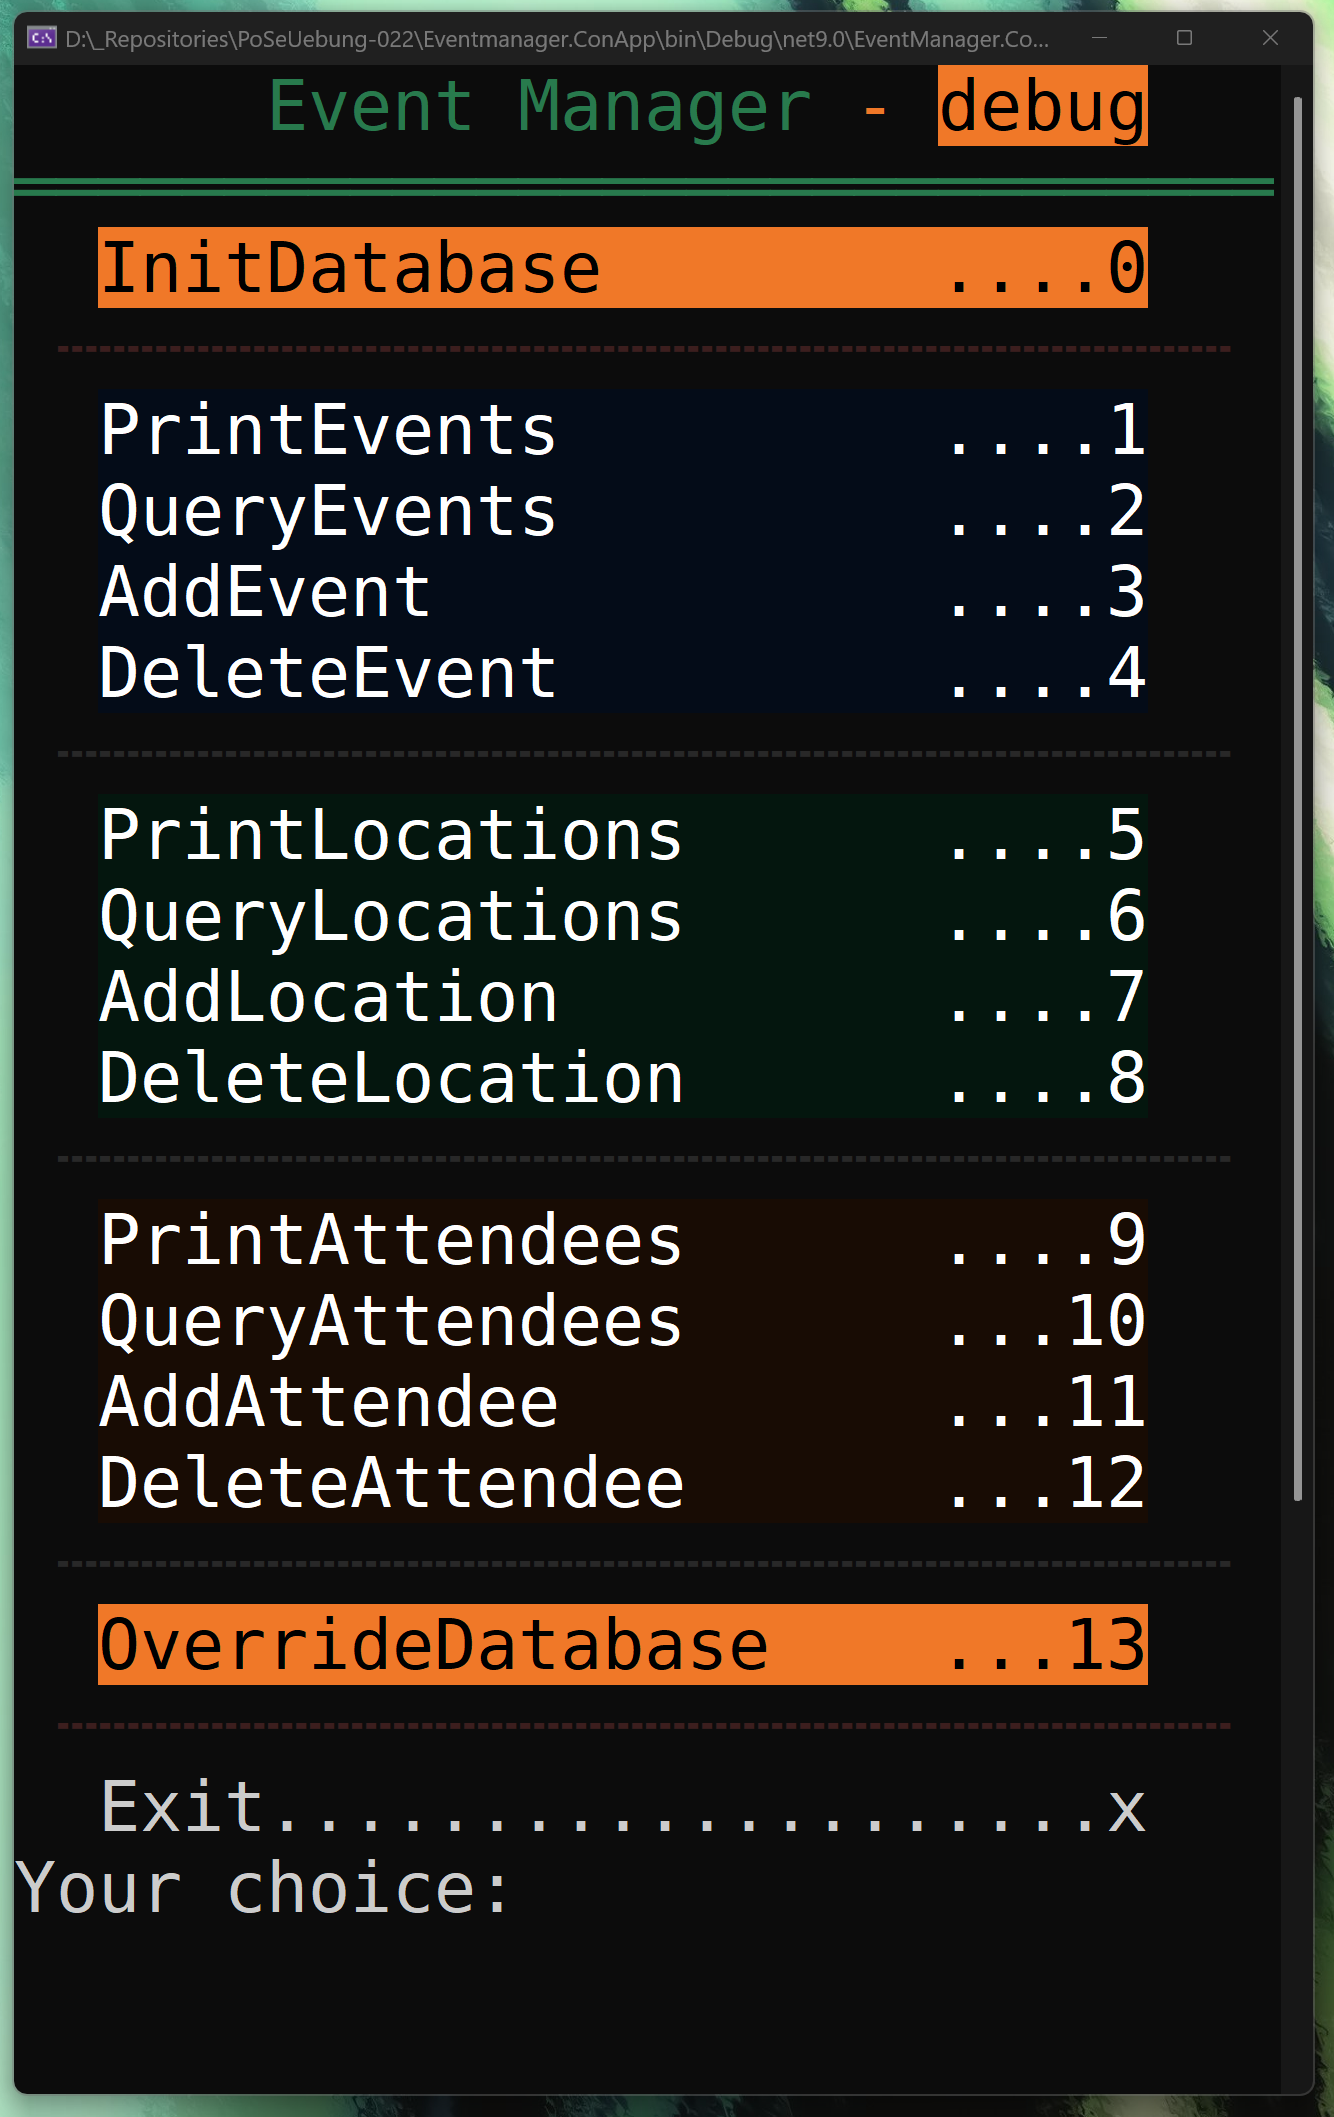 D:\_Repositories\PoSeUebung-022\Eventmanager.ConApp\bin\Debug\net9.0\EventManager.Co...
Event Manager - debug
InitDatabase ....0
--------------------------------------------------------------------------------
PrintEvents ....1
QueryEvents ....2
AddEvent ....3
DeleteEvent ....4
--------------------------------------------------------------------------------
PrintLocations ....5
QueryLocations ....6
AddLocation ....7
DeleteLocation ....8
--------------------------------------------------------------------------------
PrintAttendees ....9
QueryAttendees ...10
AddAttendee ...11
DeleteAttendee ...12
--------------------------------------------------------------------------------
OverrideDatabase ...13
--------------------------------------------------------------------------------
Exit....................x
Your choice: